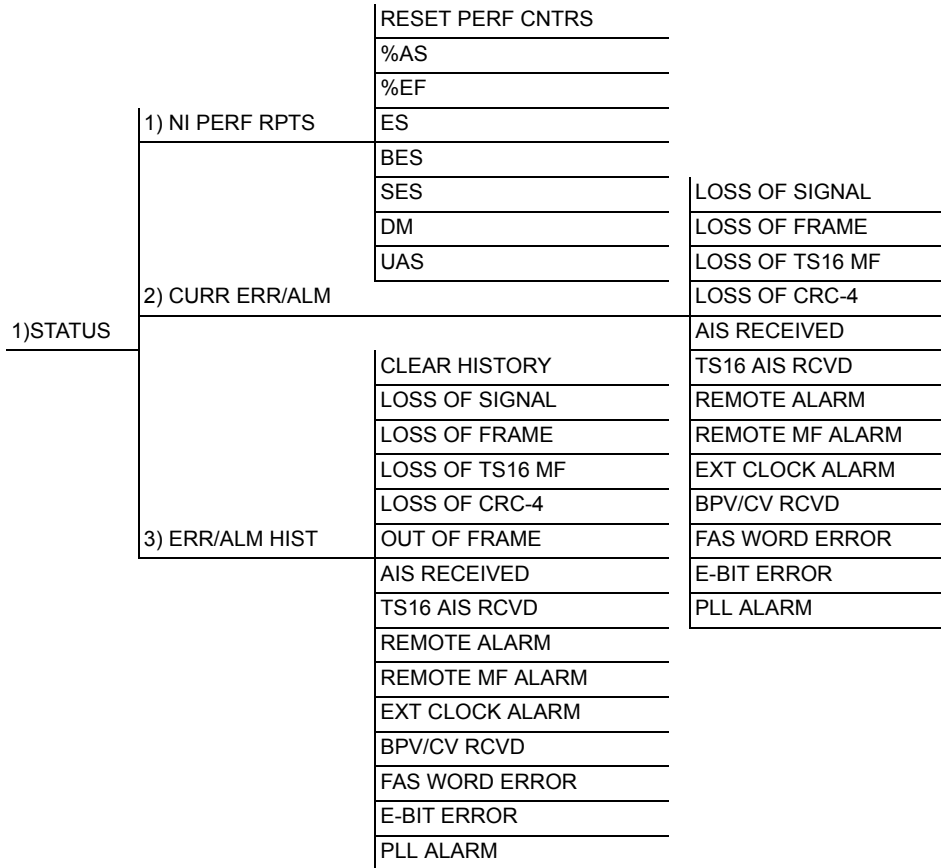 1)STATUS
1) NI PERF RPTS
RESET PERF CNTRS
%AS
%EF
ES
BES
SES
DM
UAS
2) CURR ERR/ALM
LOSS OF SIGNAL
LOSS OF FRAME
LOSS OF TS16 MF
LOSS OF CRC-4
AIS RECEIVED
TS16 AIS RCVD
REMOTE ALARM
REMOTE MF ALARM
EXT CLOCK ALARM
BPV/CV RCVD
FAS WORD ERROR
E-BIT ERROR
PLL ALARM
3) ERR/ALM HIST
CLEAR HISTORY
LOSS OF SIGNAL
LOSS OF FRAME
LOSS OF TS16 MF
LOSS OF CRC-4
OUT OF FRAME
AIS RECEIVED
TS16 AIS RCVD
REMOTE ALARM
REMOTE MF ALARM
EXT CLOCK ALARM
BPV/CV RCVD
FAS WORD ERROR
E-BIT ERROR
PLL ALARM